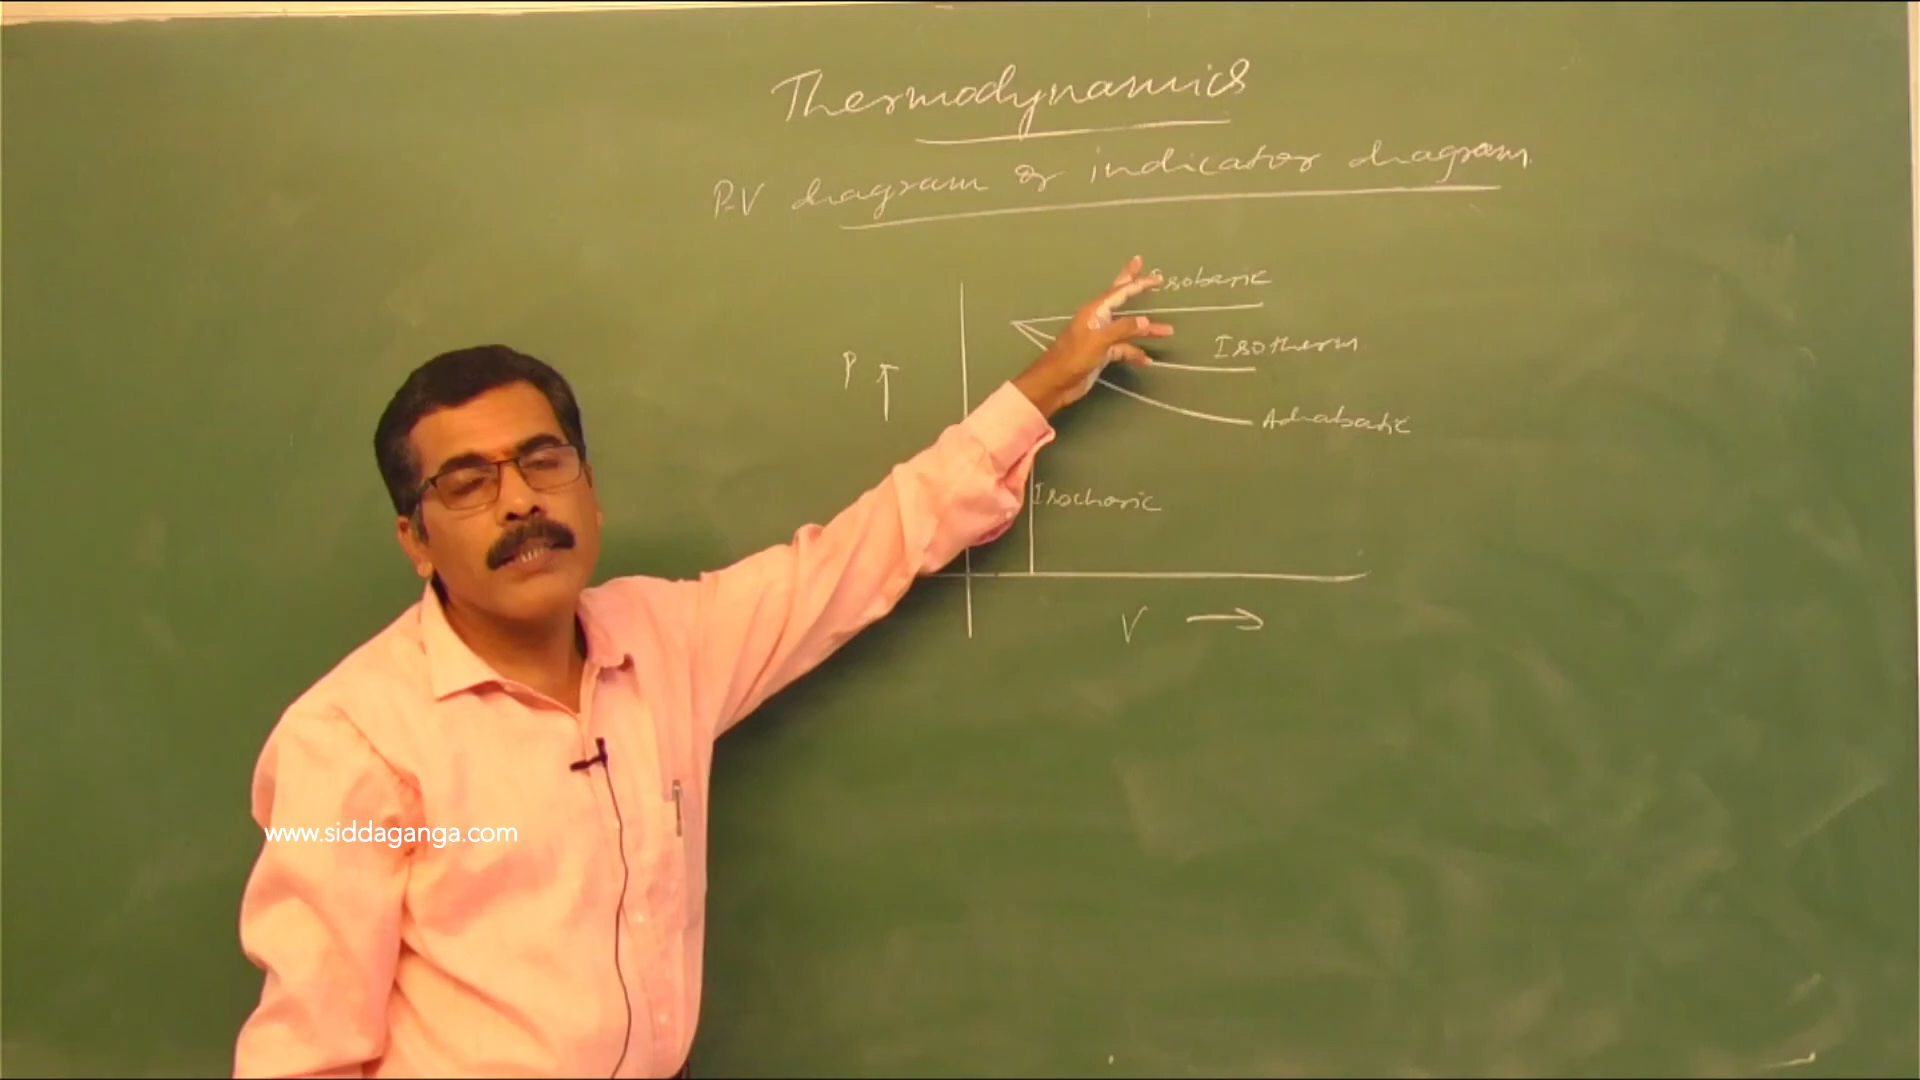 Thermodynamics
P-V diagram or indicator diagram
Isobaric
Isotherm
P ↑
Adiabatic
Isochoric
V →
www.siddaganga.com